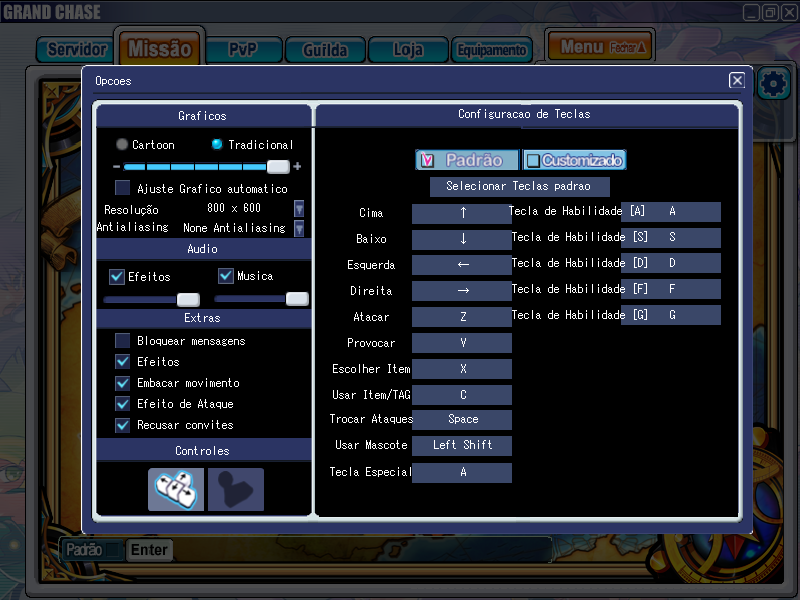 GRAND CHASE
Servidor
Missão
PvP
Guilda
Loja
Equipamento
Menu Fechar
Opcoes
Graficos
Cartoon
Tradicional
- +
Ajuste Grafico automatico
Resolução 800 x 600
Antialiasing None Antialiasing
Audio
Efeitos
Musica
Extras
Bloquear mensagens
Efeitos
Embacar movimento
Efeito de Ataque
Recusar convites
Controles
Configuracao de Teclas
Padrão
Customizado
Selecionar Teclas padrao
Cima ↑
Baixo ↓
Esquerda ←
Direita →
Atacar Z
Provocar V
Escolher Item X
Usar Item/TAG C
Trocar Ataques Space
Usar Mascote Left Shift
Tecla Especial A
Tecla de Habilidade [A] A
Tecla de Habilidade [S] S
Tecla de Habilidade [D] D
Tecla de Habilidade [F] F
Tecla de Habilidade [G] G
Padrão
Enter